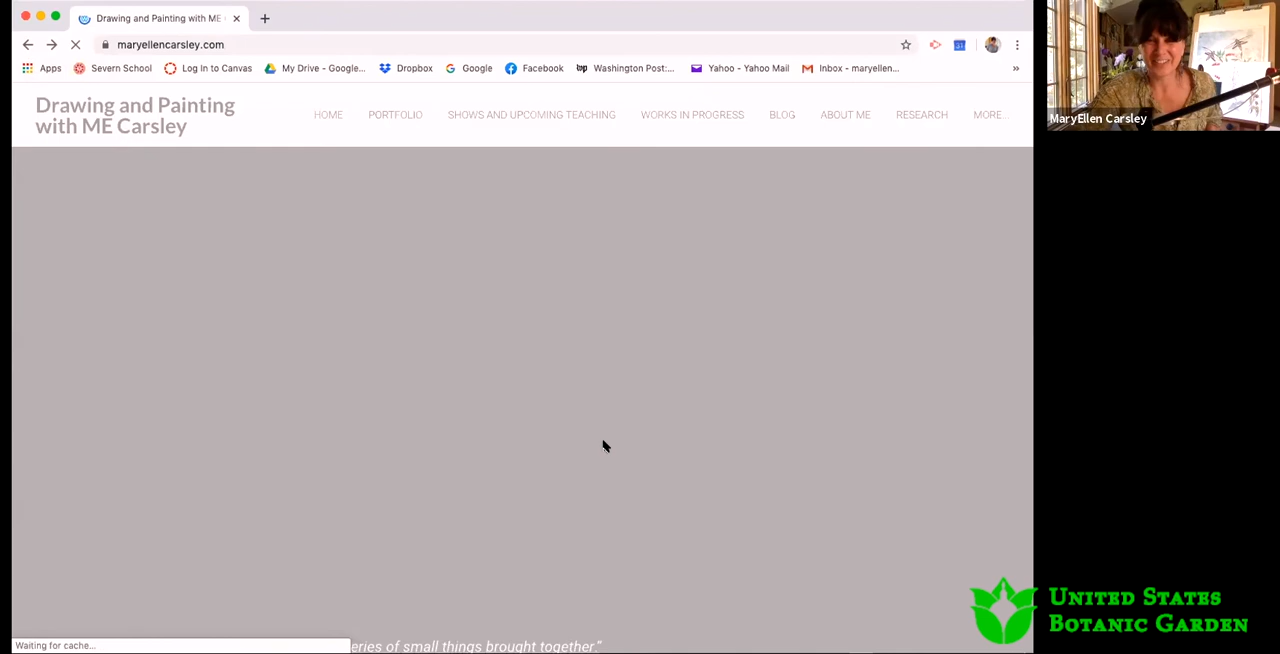 Drawing and Painting with ME
maryellencarsley.com
Apps Severn School Log In to Canvas My Drive - Google... Dropbox Google Facebook Washington Post:... Yahoo - Yahoo Mail Inbox - maryellen... »
Drawing and Painting
with ME Carsley
HOME PORTFOLIO SHOWS AND UPCOMING TEACHING WORKS IN PROGRESS BLOG ABOUT ME RESEARCH MORE...
MaryEllen Carsley
UNITED STATES
BOTANIC GARDEN
Waiting for cache... of small things brought together."